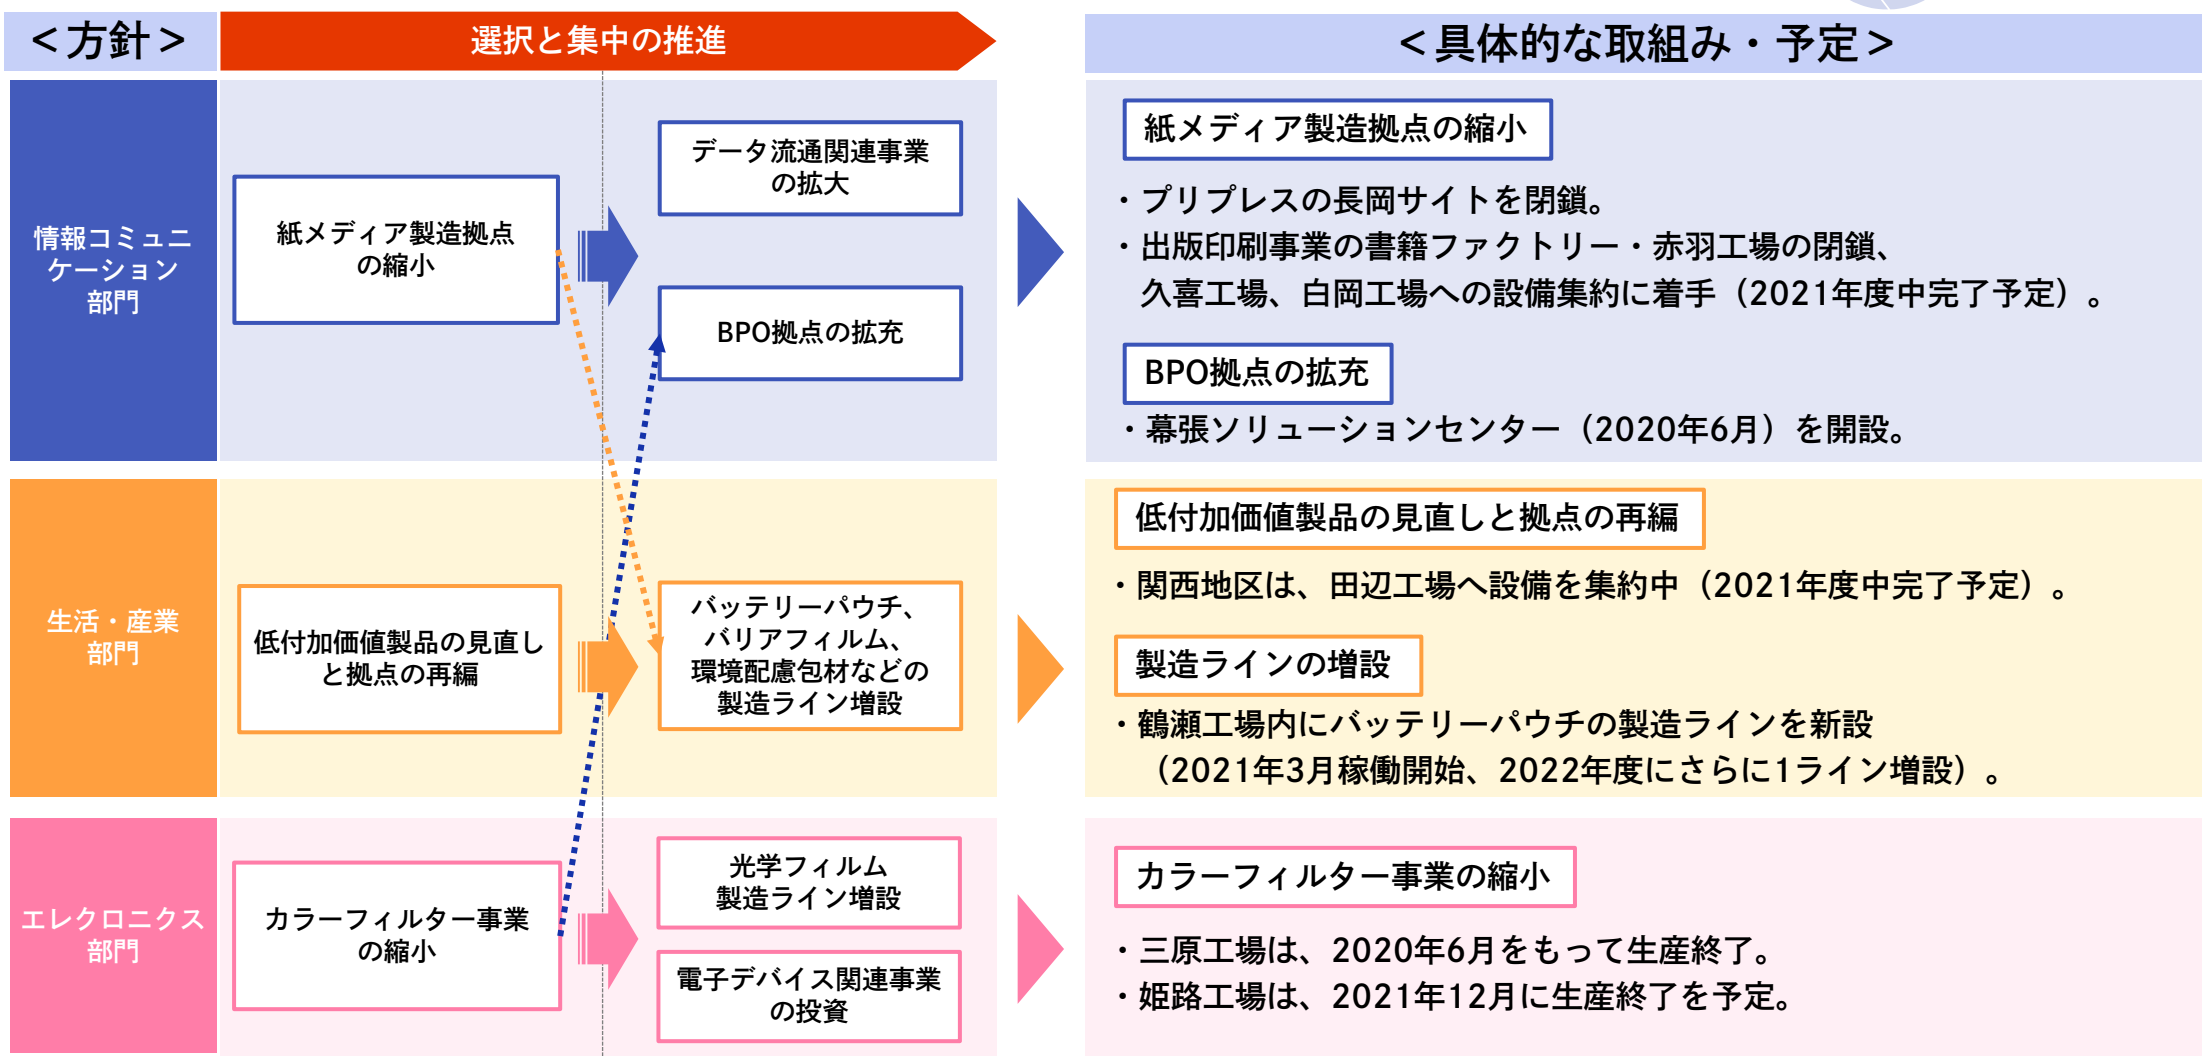 ＜方針＞
選択と集中の推進
＜具体的な取組み・予定＞
情報コミュニ
ケーション
部門
紙メディア製造拠点
の縮小
データ流通関連事業
の拡大
BPO拠点の拡充
紙メディア製造拠点の縮小
・プリプレスの長岡サイトを閉鎖。
・出版印刷事業の書籍ファクトリー・赤羽工場の閉鎖、
久喜工場、白岡工場への設備集約に着手（2021年度中完了予定）。
BPO拠点の拡充
・幕張ソリューションセンター（2020年6月）を開設。
生活・産業
部門
低付加価値製品の見直し
と拠点の再編
バッテリーパウチ、
バリアフィルム、
環境配慮包材などの
製造ライン増設
低付加価値製品の見直しと拠点の再編
・関西地区は、田辺工場へ設備を集約中（2021年度中完了予定）。
製造ラインの増設
・鶴瀬工場内にバッテリーパウチの製造ラインを新設
（2021年3月稼働開始、2022年度にさらに1ライン増設）。
エレクロニクス
部門
カラーフィルター事業
の縮小
光学フィルム
製造ライン増設
電子デバイス関連事業
の投資
カラーフィルター事業の縮小
・三原工場は、2020年6月をもって生産終了。
・姫路工場は、2021年12月に生産終了を予定。